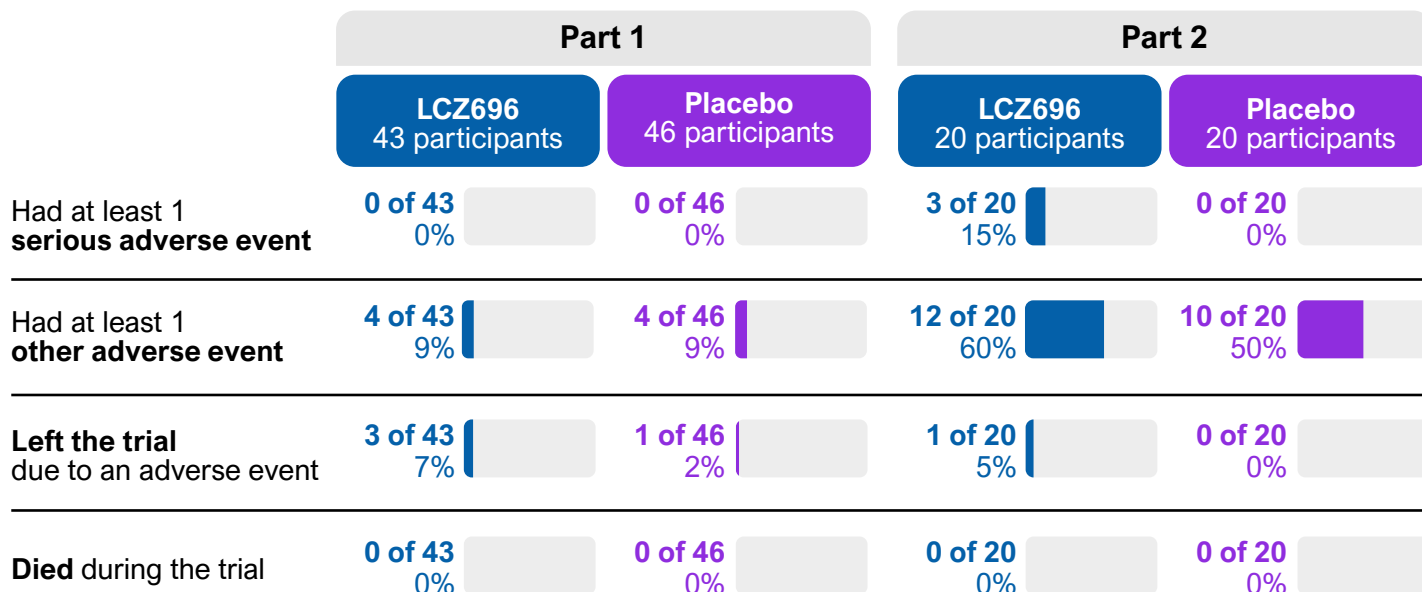 Part 1
Part 2
LCZ696
43 participants
Placebo
46 participants
LCZ696
20 participants
Placebo
20 participants
Had at least 1
serious adverse event
0 of 43
0%
0 of 46
0%
3 of 20
15%
0 of 20
0%
Had at least 1
other adverse event
4 of 43
9%
4 of 46
9%
12 of 20
60%
10 of 20
50%
Left the trial
due to an adverse event
3 of 43
7%
1 of 46
2%
1 of 20
5%
0 of 20
0%
Died during the trial
0 of 43
0%
0 of 46
0%
0 of 20
0%
0 of 20
0%